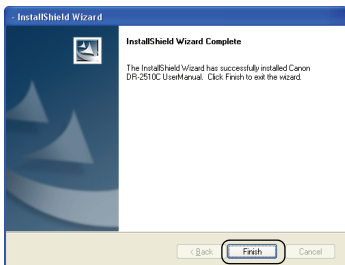 - InstallShield Wizard
InstallShield Wizard Complete
The InstallShield Wizard has successfully installed Canon
DR-2510C UserManual. Click Finish to exit the wizard.
< Back
Finish
Cancel